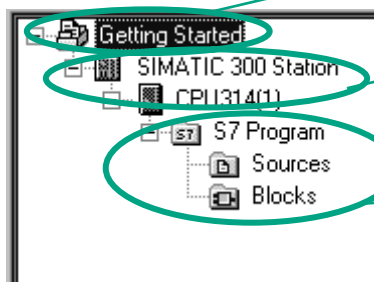 Getting Started
SIMATIC 300 Station
CPU314(1)
S7 Program
Sources
Blocks